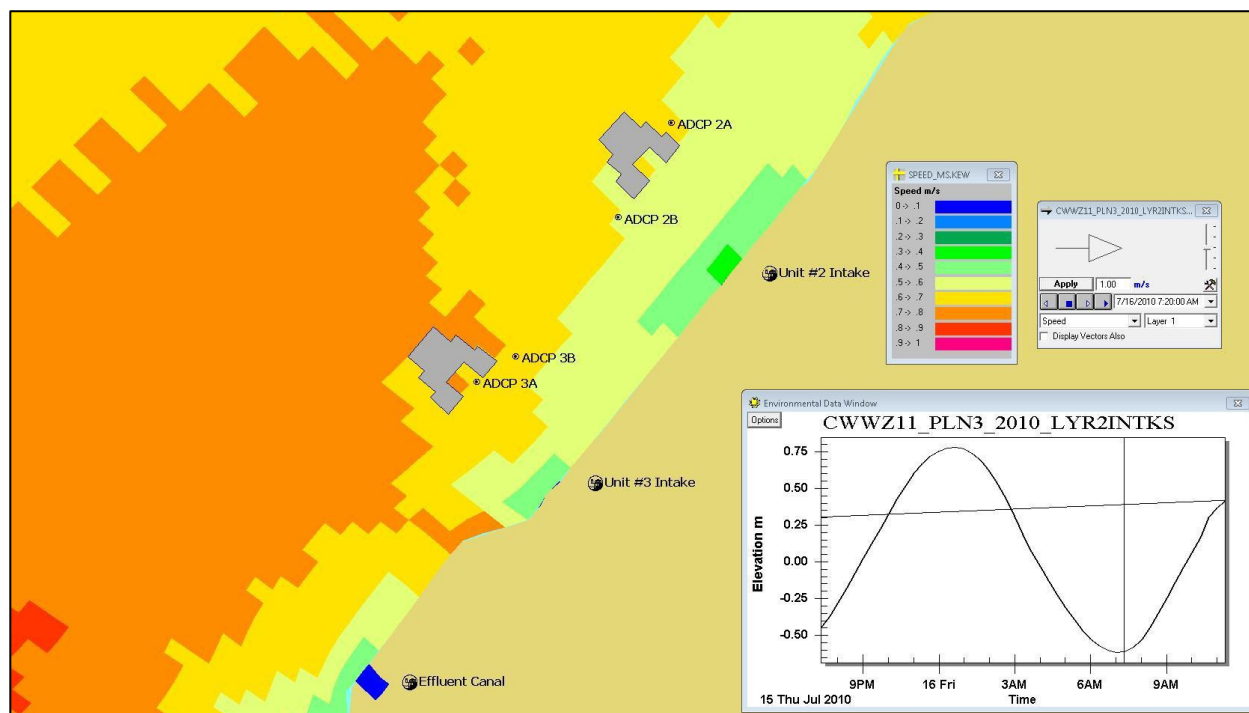 ADCP 2A
ADCP 2B
Unit #2 Intake
ADCP 3B
ADCP 3A
Unit #3 Intake
Effluent Canal
SPEED_MS.KEW
Speed m/s
0 -> .1
.1 -> .2
.2 -> .3
.3 -> .4
.4 -> .5
.5 -> .6
.6 -> .7
.7 -> .8
.8 -> .9
.9 -> 1
CWWZ11_PLN3_2010_LYR2INTKS...
Apply 1.00 m/s
7/16/2010 7:20:00 AM
Speed Layer 1
Display Vectors Also
Environmental Data Window
Options
CWWZ11_PLN3_2010_LYR2INTKS
Elevation m
0.75
0.50
0.25
0.00
-0.25
-0.50
9PM 16 Fri 3AM 6AM 9AM
15 Thu Jul 2010 Time